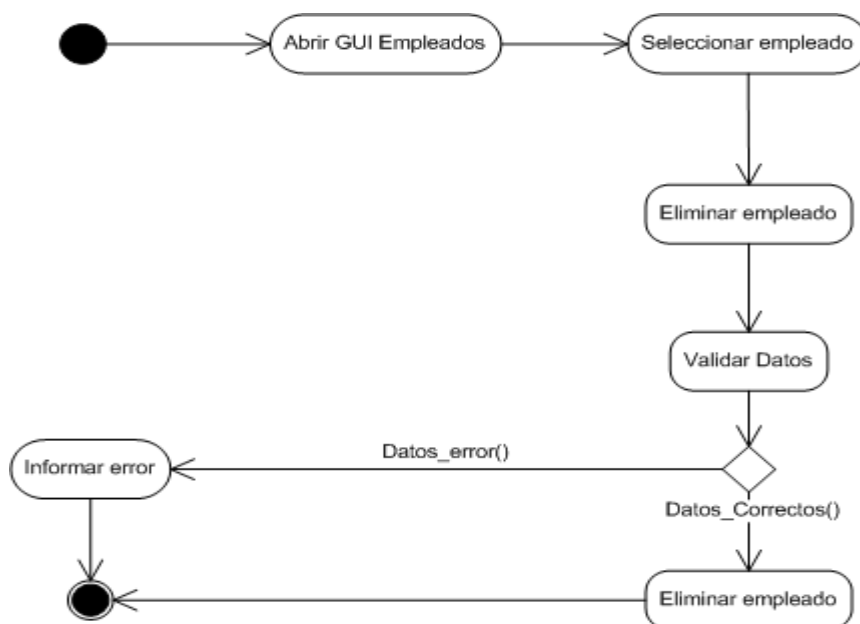 Abrir GUI Empleados
Seleccionar empleado
Eliminar empleado
Validar Datos
Datos_error()
Informar error
Datos_Correctos()
Eliminar empleado